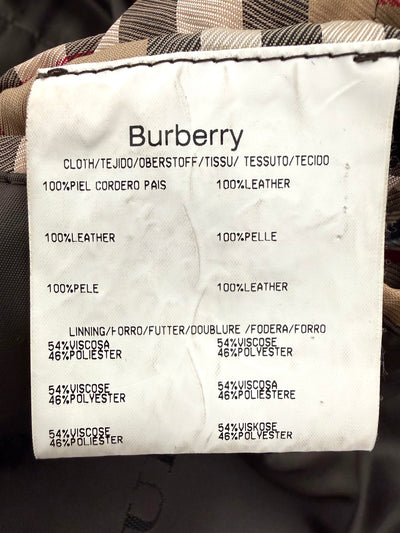 Burberry
CLOTH/TEJIDO/OBERSTOFF/TISSU/ TESSUTO/TECIDO
100%PIEL CORDERO PAIS 100%LEATHER
100%LEATHER 100%PELLE
100%PELE 100%LEATHER
LINNING/FORRO/FUTTER/DOUBLURE /FODERA/FORRO
54%VISCOSA 54%VISCOSE
46%POLIESTER 46%POLYESTER
54%VISCOSE 54%VISCOSA
46%POLYESTER 46%POLIESTERE
54%VISCOSE 54%VISKOSE
46%POLIESTER 46%POLYESTER